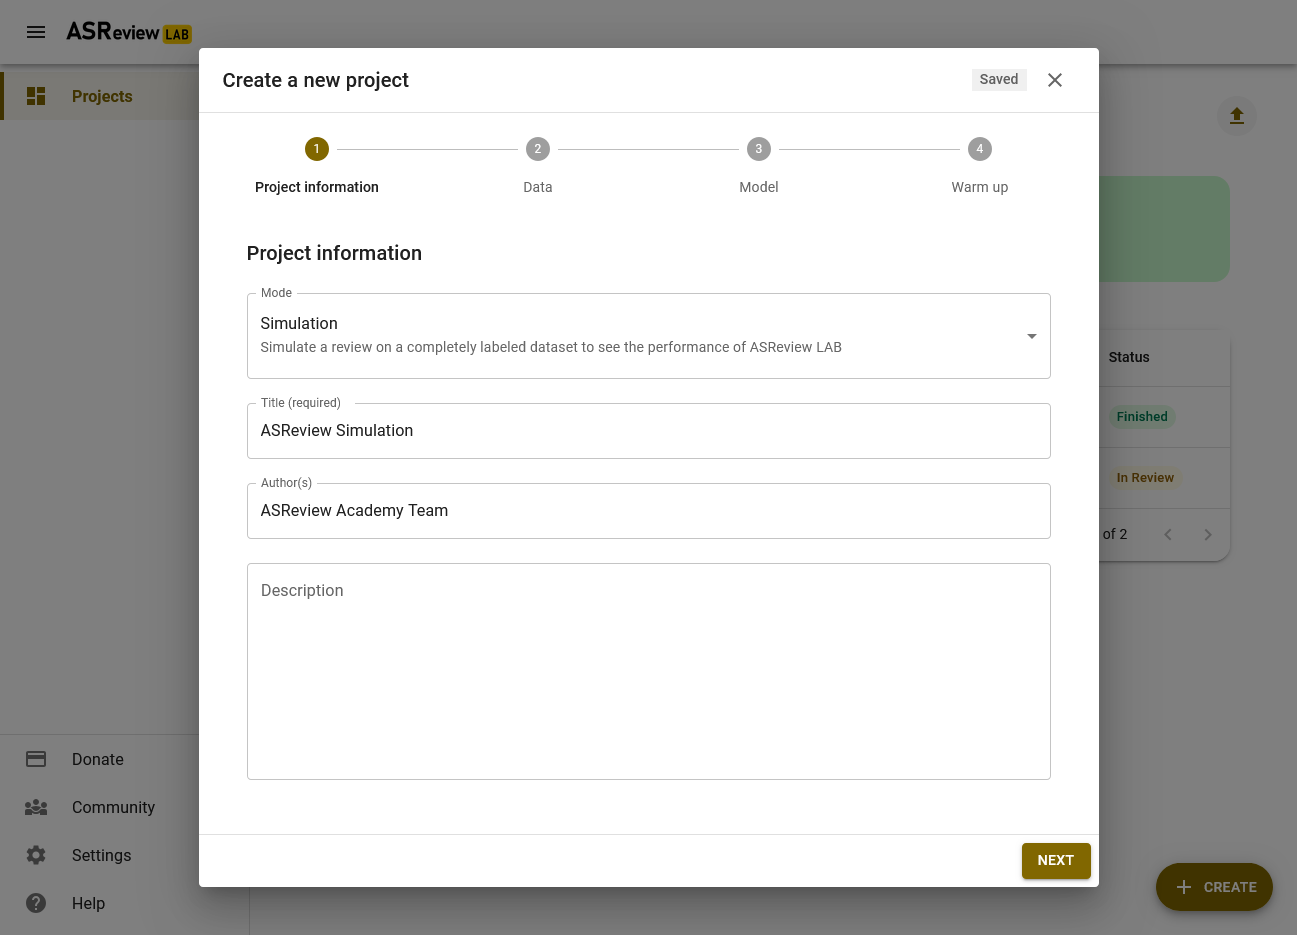 ASReview LAB
Create a new project
Saved
Projects
1
2
3
4
Project information
Data
Model
Warm up
Project information
Mode
Simulation
Simulate a review on a completely labeled dataset to see the performance of ASReview LAB
Status
Title (required)
ASReview Simulation
Finished
Author(s)
In Review
ASReview Academy Team
of 2
Description
Donate
Community
Settings
Help
NEXT
CREATE